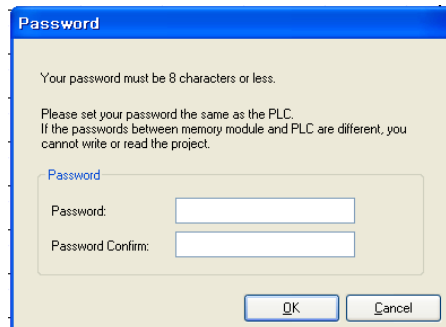 Password
Your password must be 8 characters or less.
Please set your password the same as the PLC.
If the passwords between memory module and PLC are different, you
cannot write or read the project.
Password
Password:
Password Confirm:
OK
Cancel